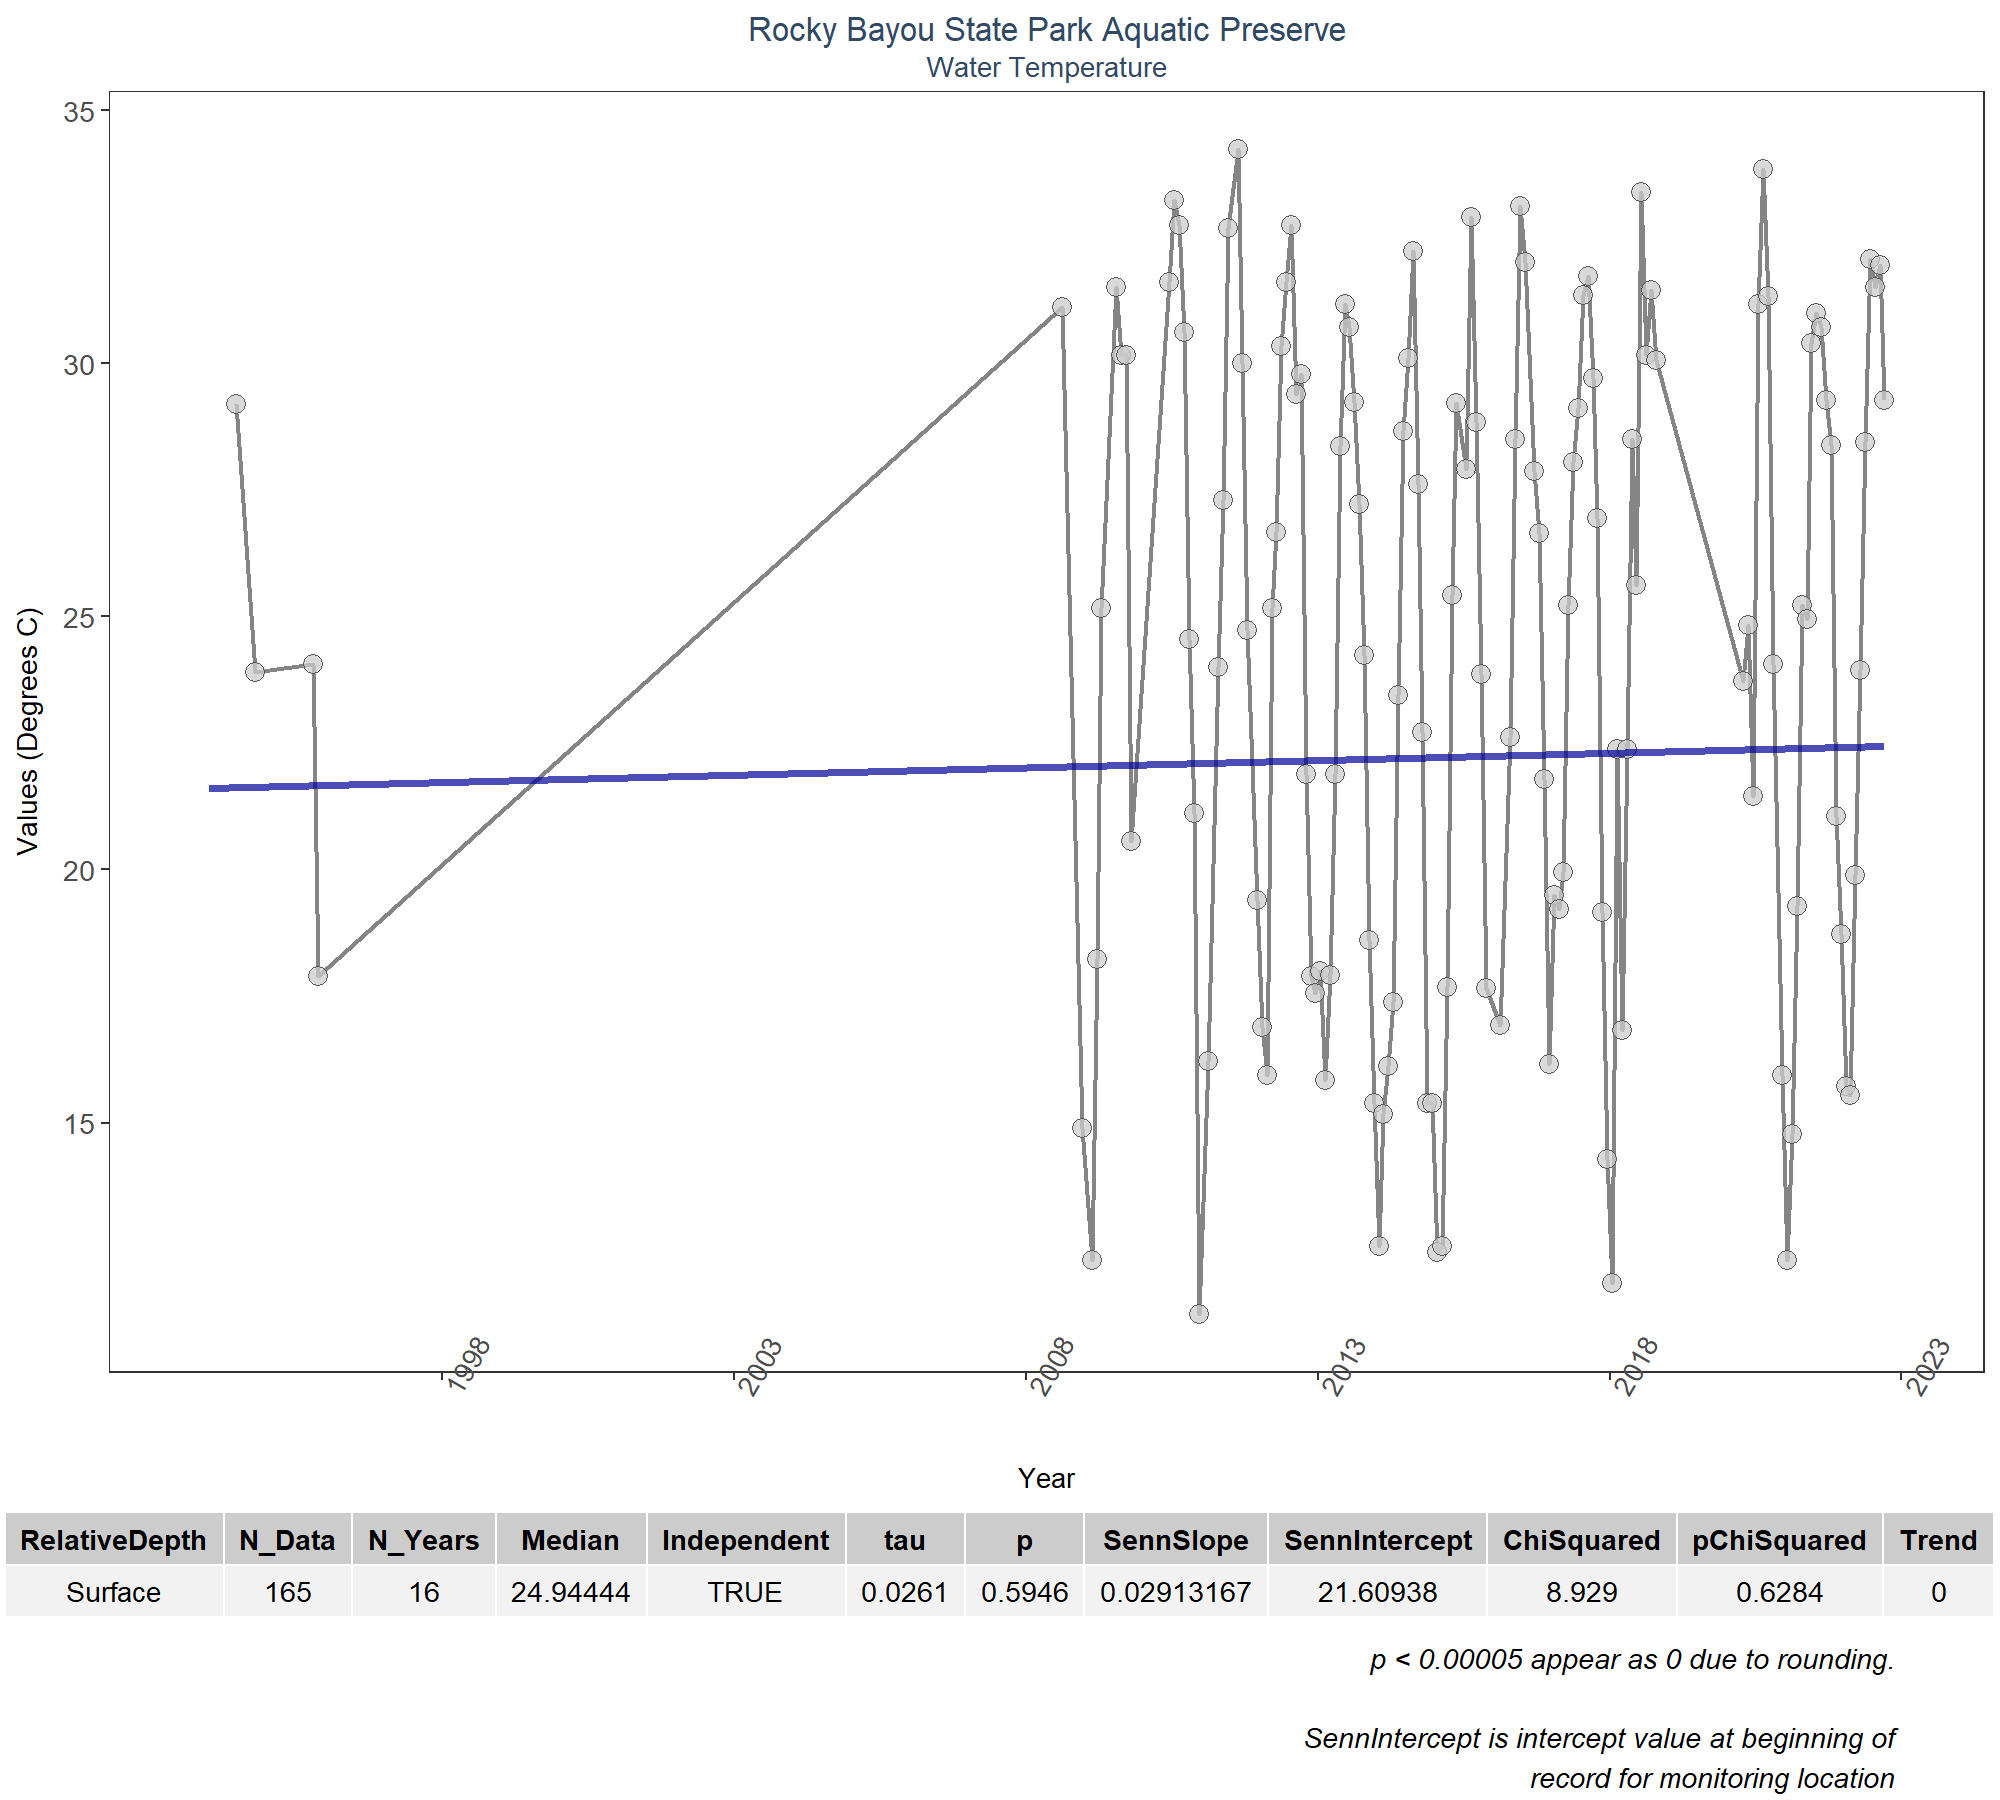 Rocky Bayou State Park Aquatic Preserve
Water Temperature
Values (Degrees C)
35
30
25
20
15
1998
2003
2008
2013
2018
2023
Year
RelativeDepth N_Data N_Years Median Independent tau p SennSlope SennIntercept ChiSquared pChiSquared Trend
Surface 165 16 24.94444 TRUE 0.0261 0.5946 0.02913167 21.60938 8.929 0.6284 0
p < 0.00005 appear as 0 due to rounding.
SennIntercept is intercept value at beginning of
record for monitoring location